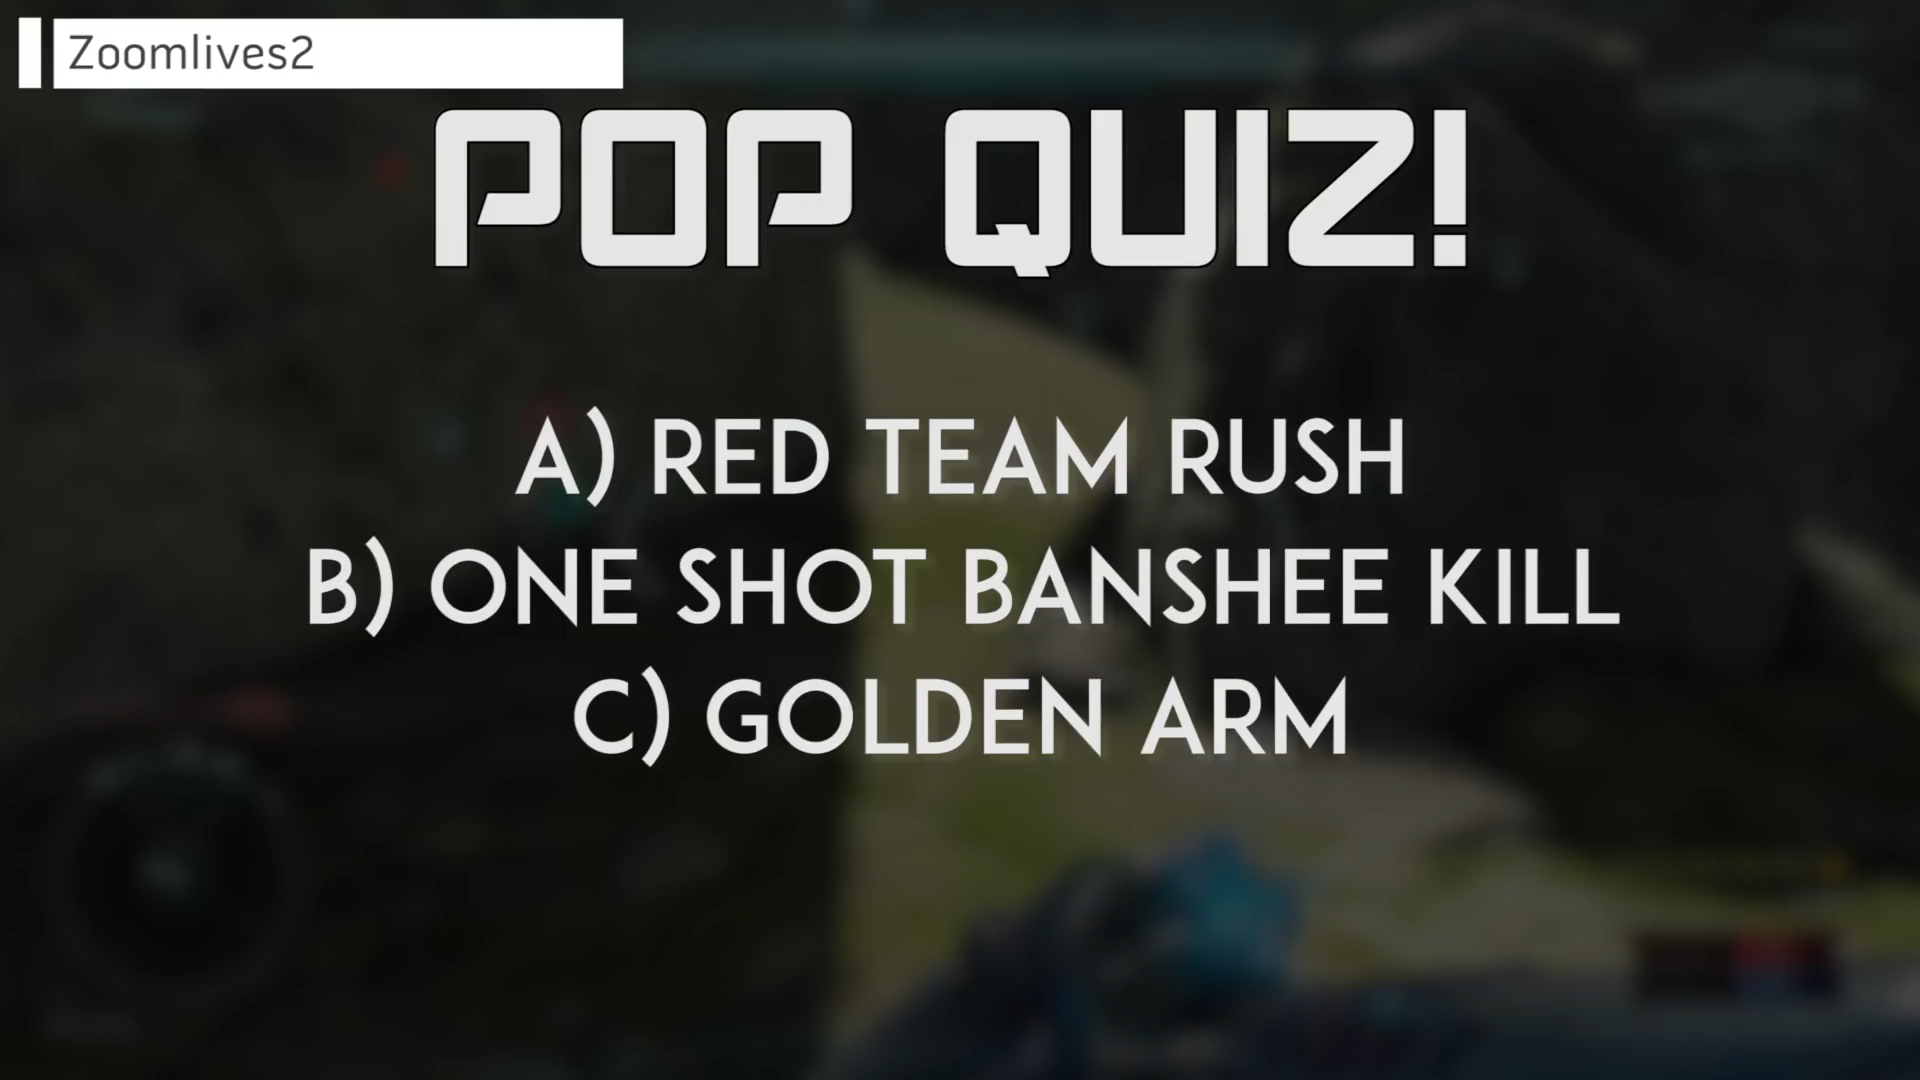 Zoomlives2
POP QUIZ!
A) RED TEAM RUSH
B) ONE SHOT BANSHEE KILL
C) GOLDEN ARM